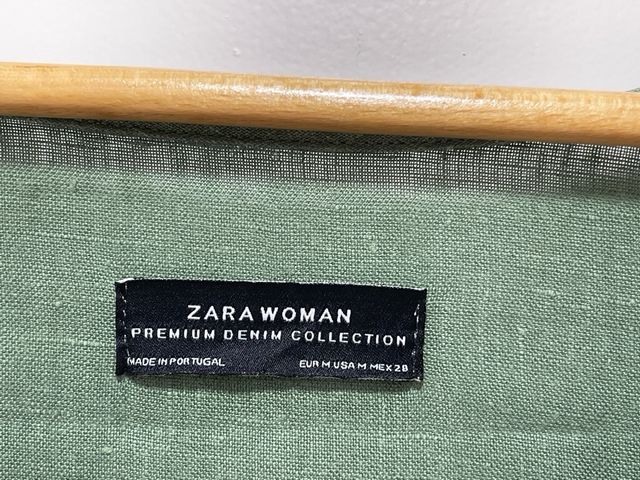 ZARA WOMAN
PREMIUM DENIM COLLECTION
MADE IN PORTUGAL EUR M USA M MEX 28